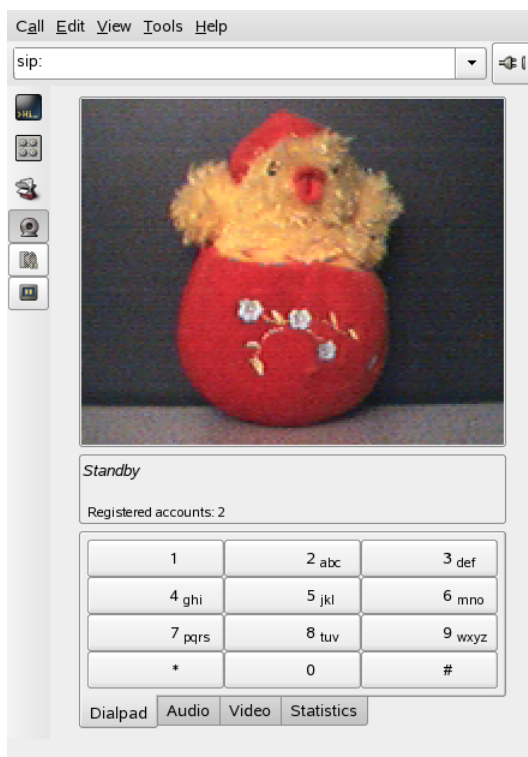 Call Edit View Tools Help
sip:
>Hi_
Standby
Registered accounts: 2
1 2 abc 3 def
4 ghi 5 jkl 6 mno
7 pqrs 8 tuv 9 wxyz
* 0 #
Dialpad Audio Video Statistics